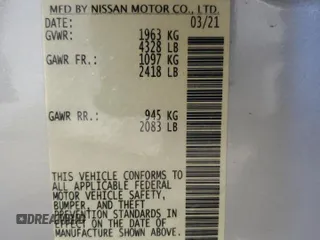 MFD BY NISSAN MOTOR CO., LTD.
DATE: 03/21
GVWR: 1963 KG
4328 LB
GAWR FR.: 1097 KG
2418 LB
GAWR RR.: 945 KG
2083 LB
THIS VEHICLE CONFORMS TO
ALL APPLICABLE FEDERAL
MOTOR VEHICLE SAFETY,
BUMPER, AND THEFT
PREVENTION STANDARDS IN
EFFECT ON THE DATE OF
MANUFACTURE SHOWN ABOVE